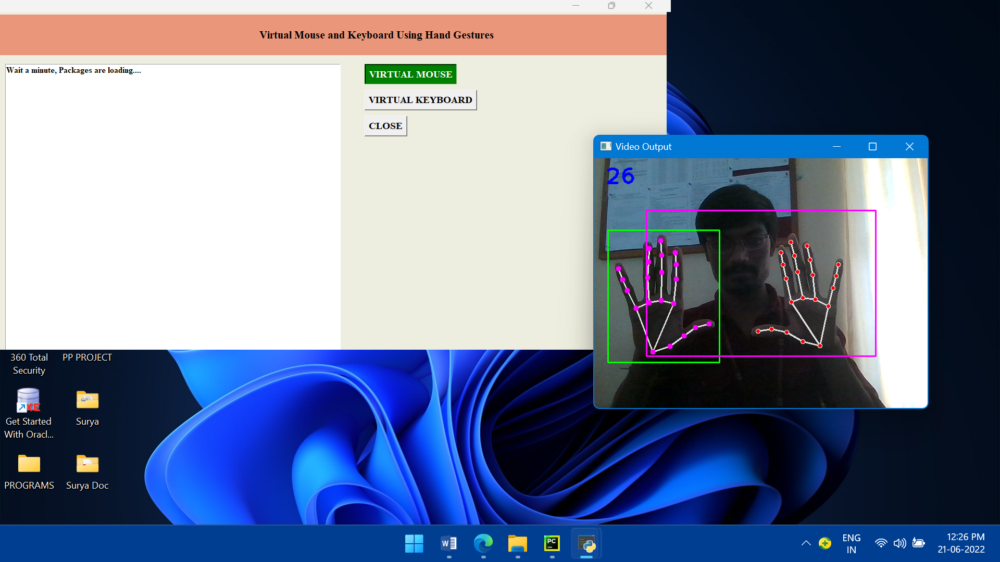 Virtual Mouse and Keyboard Using Hand Gestures
Wait a minute, Packages are loading....
VIRTUAL MOUSE
VIRTUAL KEYBOARD
CLOSE
Video Output
26
360 Total
Security
PP PROJECT
XE
Get Started
With Oracl...
Surya
PROGRAMS
Surya Doc
W
PC
ENG
IN
12:26 PM
21-06-2022